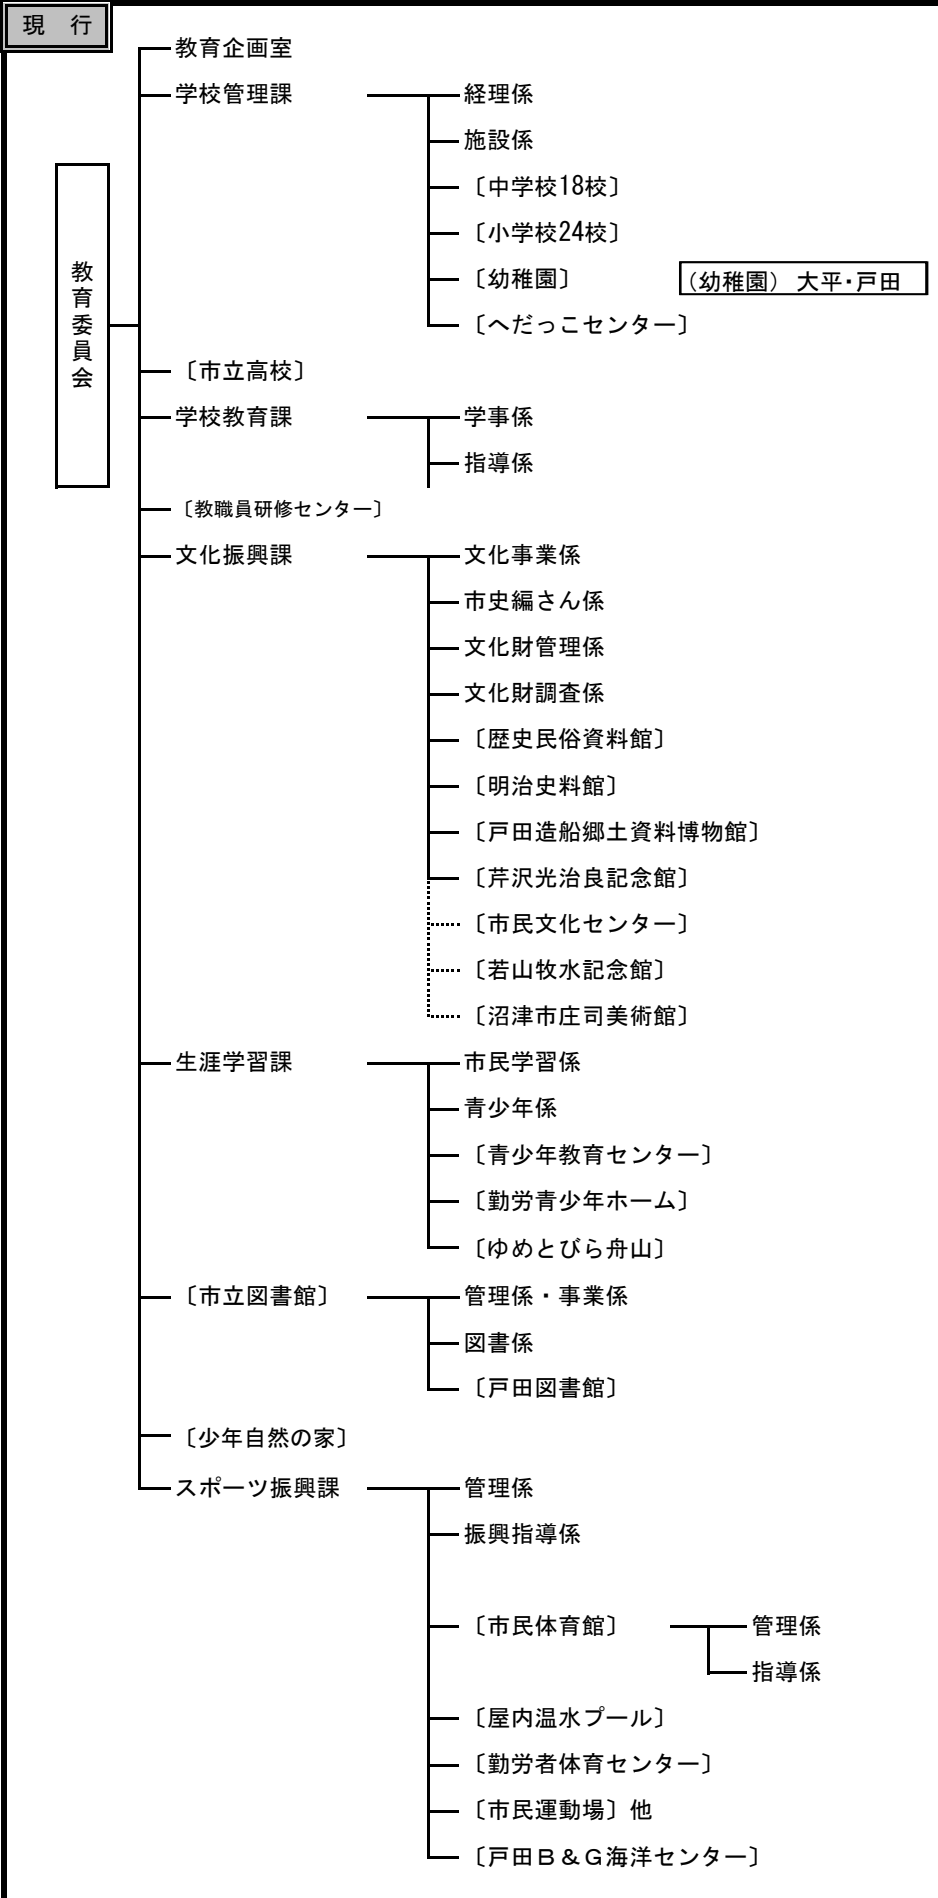 現　行
教育企画室
学校管理課　経理係
施設係
〔中学校18校〕
〔小学校24校〕
〔幼稚園〕　（幼稚園） 大平・戸田
〔へだっこセンター〕
教育委員会
〔市立高校〕
学校教育課　学事係
指導係
〔教職員研修センター〕
文化振興課　文化事業係
市史編さん係
文化財管理係
文化財調査係
〔歴史民俗資料館〕
〔明治史料館〕
〔戸田造船郷土資料博物館〕
〔芹沢光治良記念館〕
〔市民文化センター〕
〔若山牧水記念館〕
〔沼津市庄司美術館〕
生涯学習課　市民学習係
青少年係
〔青少年教育センター〕
〔勤労青少年ホーム〕
〔ゆめとびら舟山〕
〔市立図書館〕　管理係・事業係
図書係
〔戸田図書館〕
〔少年自然の家〕
スポーツ振興課　管理係
振興指導係
〔市民体育館〕　管理係
指導係
〔屋内温水プール〕
〔勤労者体育センター〕
〔市民運動場〕他
〔戸田Ｂ＆Ｇ海洋センター〕